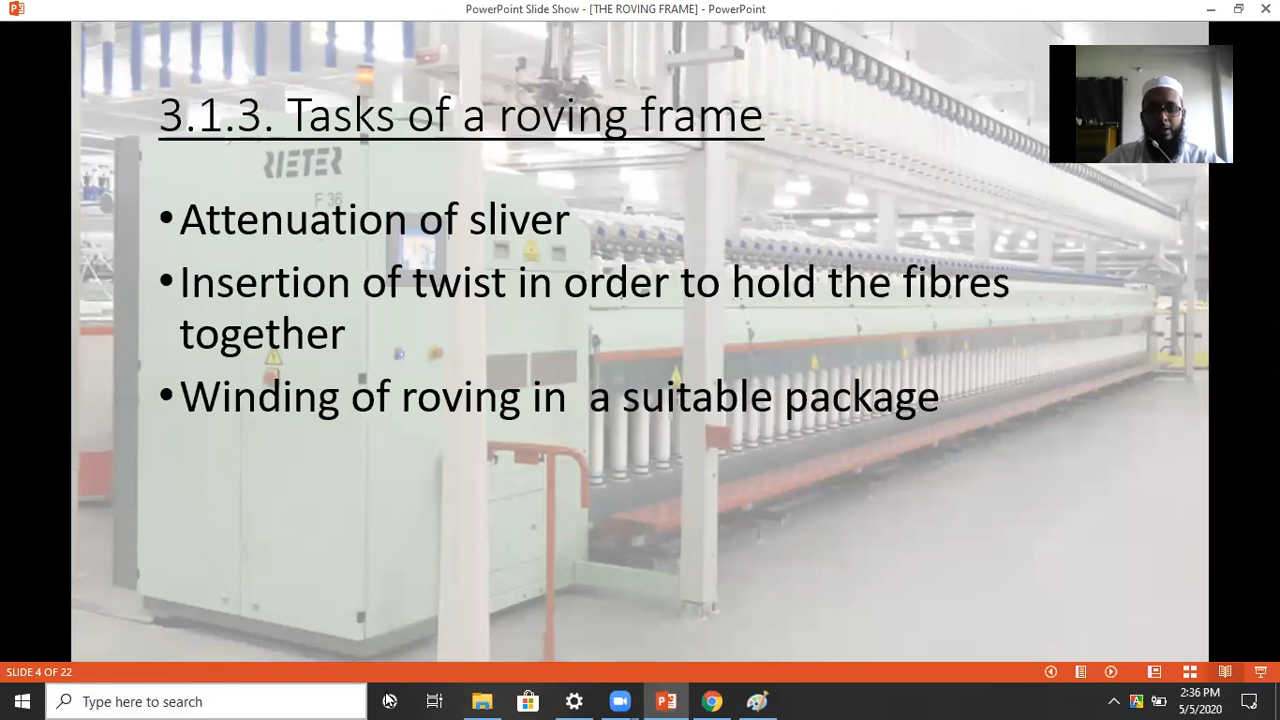 PowerPoint Slide Show - [THE ROVING FRAME] - PowerPoint
3.1.3. Tasks of a roving frame
RIETER
F 36
•Attenuation of sliver
•Insertion of twist in order to hold the fibres
together
•Winding of roving in a suitable package
SLIDE 4 OF 22
Type here to search
2:36 PM
5/5/2020